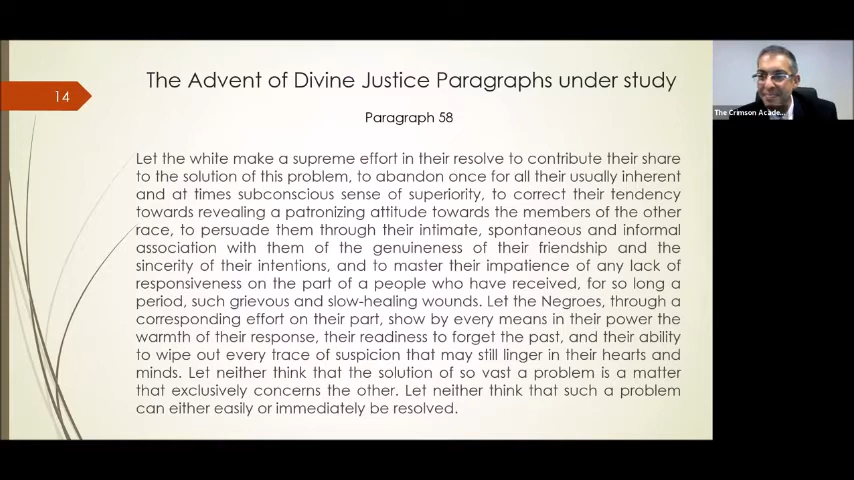 The Advent of Divine Justice Paragraphs under study
14
Paragraph 58
Let the white make a supreme effort in their resolve to contribute their share
to the solution of this problem, to abandon once for all their usually inherent
and at times subconscious sense of superiority, to correct their tendency
towards revealing a patronizing attitude towards the members of the other
race, to persuade them through their intimate, spontaneous and informal
association with them of the genuineness of their friendship and the
sincerity of their intentions, and to master their impatience of any lack of
responsiveness on the part of a people who have received, for so long a
period, such grievous and slow-healing wounds. Let the Negroes, through a
corresponding effort on their part, show by every means in their power the
warmth of their response, their readiness to forget the past, and their ability
to wipe out every trace of suspicion that may still linger in their hearts and
minds. Let neither think that the solution of so vast a problem is a matter
that exclusively concerns the other. Let neither think that such a problem
can either easily or immediately be resolved.
The Crimson Acade...